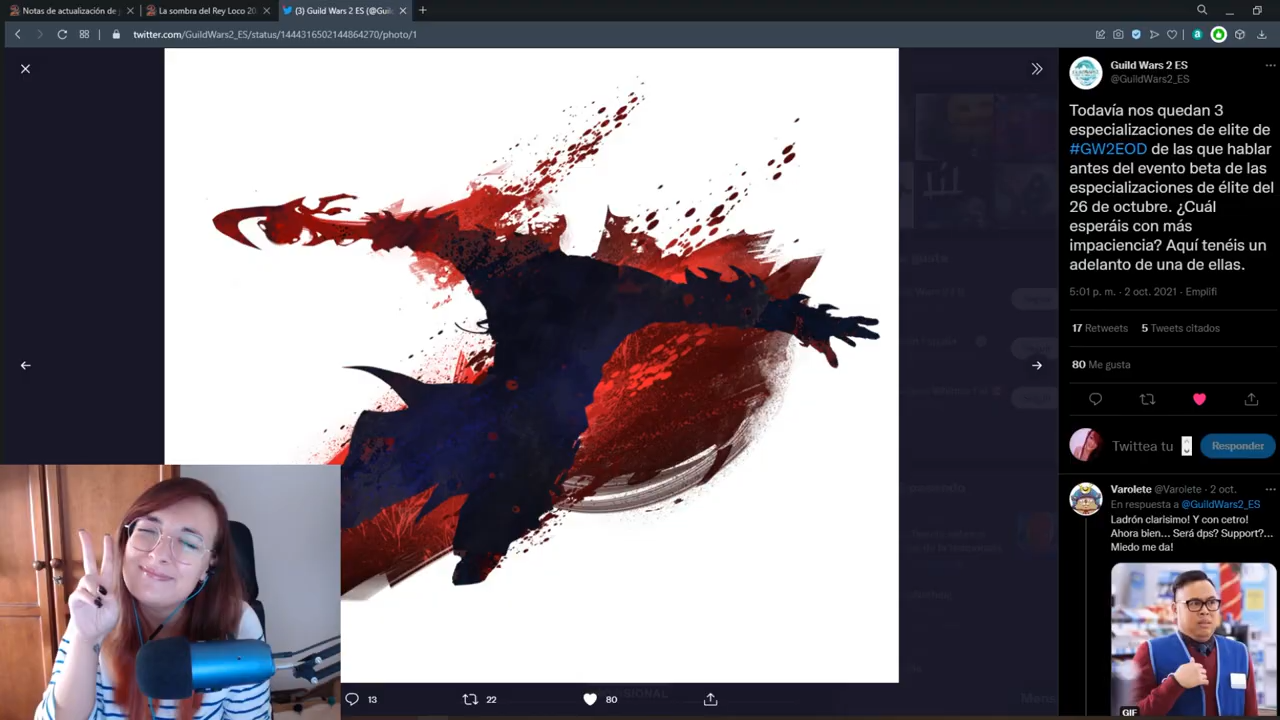 Notas de actualización de j
La sombra del Rey Loco 20
(3) Guild Wars 2 ES (@Guil
twitter.com/GuildWars2_ES/status/1444316502144864270/photo/1
Guild Wars 2 ES
@GuildWars2_ES
Todavía nos quedan 3
especializaciones de elite de
#GW2EOD de las que hablar
antes del evento beta de las
especializaciones de élite del
26 de octubre. ¿Cuál
esperáis con más
impaciencia? Aquí tenéis un
adelanto de una de ellas.
5:01 p. m. · 2 oct. 2021 · Emplifi
17 Retweets 5 Tweets citados
80 Me gusta
Twittea tu
Responder
Varolete @Varolete · 2 oct.
En respuesta a @GuildWars2_ES
Ladrón clarisimo! Y con cetro!
Ahora bien... Será dps? Support?...
Miedo me da!
GIF
13
22
80